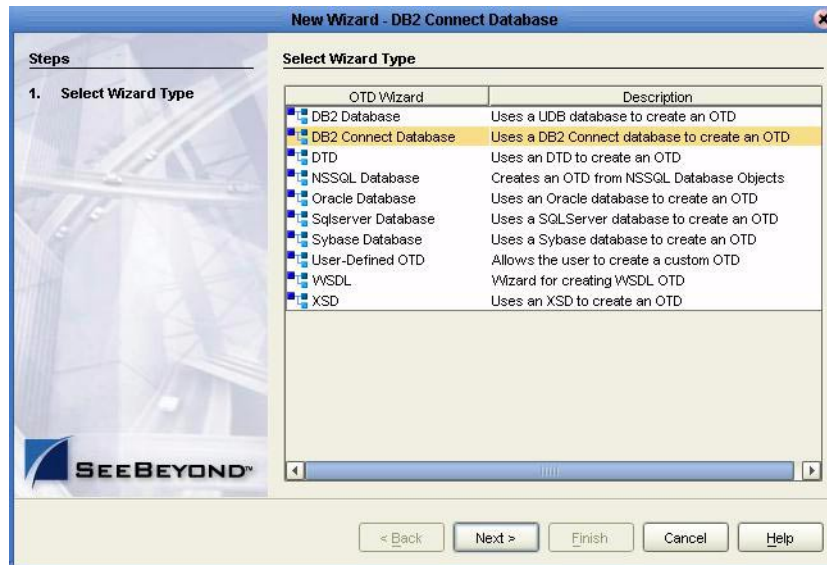 New Wizard - DB2 Connect Database
Steps
1. Select Wizard Type
Select Wizard Type
OTD Wizard Description
DB2 Database Uses a UDB database to create an OTD
DB2 Connect Database Uses a DB2 Connect database to create an OTD
DTD Uses an DTD to create an OTD
NSSQL Database Creates an OTD from NSSQL Database Objects
Oracle Database Uses an Oracle database to create an OTD
Sqlserver Database Uses a SQLServer database to create an OTD
Sybase Database Uses a Sybase database to create an OTD
User-Defined OTD Allows the user to create a custom OTD
WSDL Wizard for creating WSDL OTD
XSD Uses an XSD to create an OTD
SEEBEYOND™
< Back Next > Finish Cancel Help